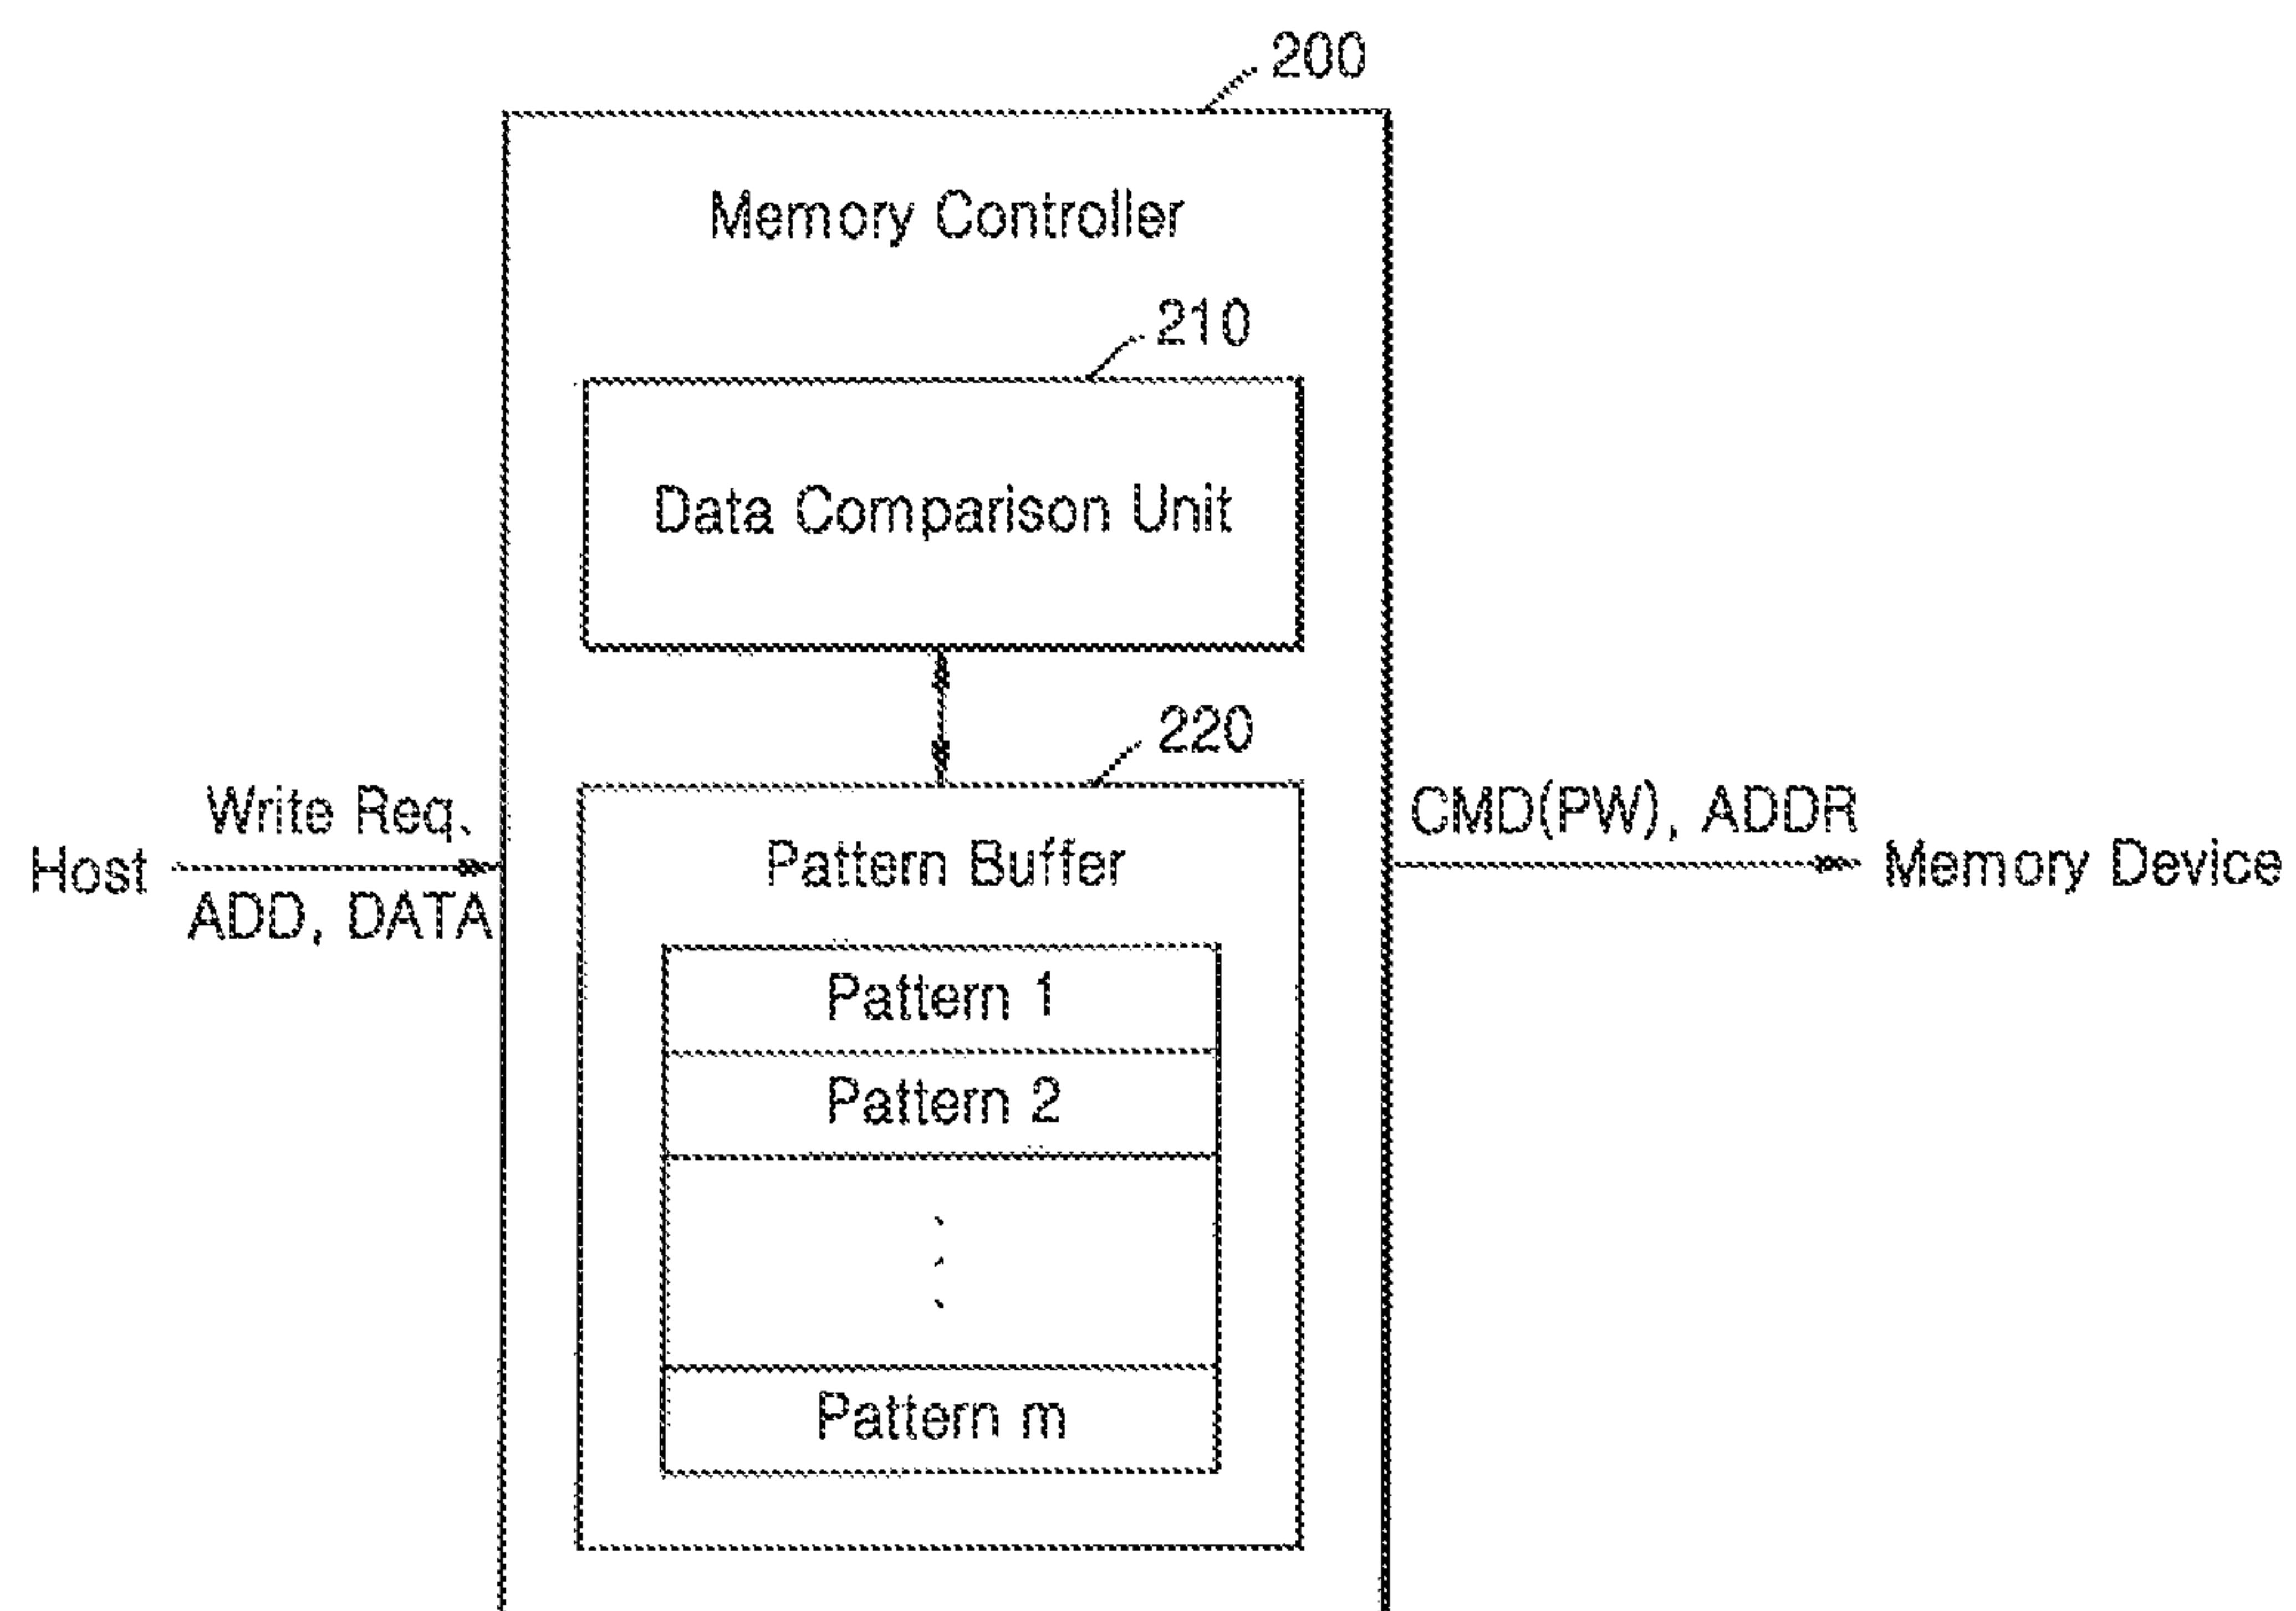 200
Memory Controller
210
Data Comparison Unit
220
Write Req.
Host
ADD, DATA
CMD(PW), ADDR
Memory Device
Pattern Buffer
Pattern 1
Pattern 2
Pattern m